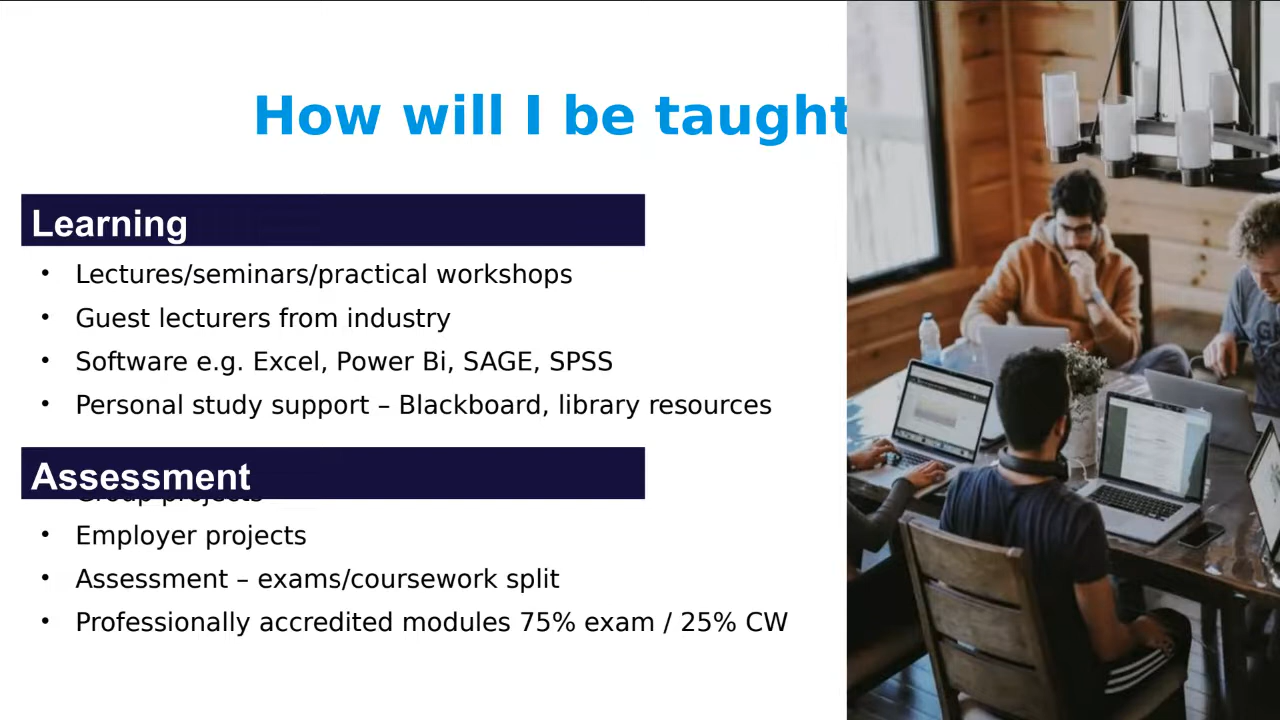 How will I be taught
Learning
• Lectures/seminars/practical workshops
• Guest lecturers from industry
• Software e.g. Excel, Power Bi, SAGE, SPSS
• Personal study support – Blackboard, library resources
Assessment
Group projects
• Employer projects
• Assessment – exams/coursework split
• Professionally accredited modules 75% exam / 25% CW